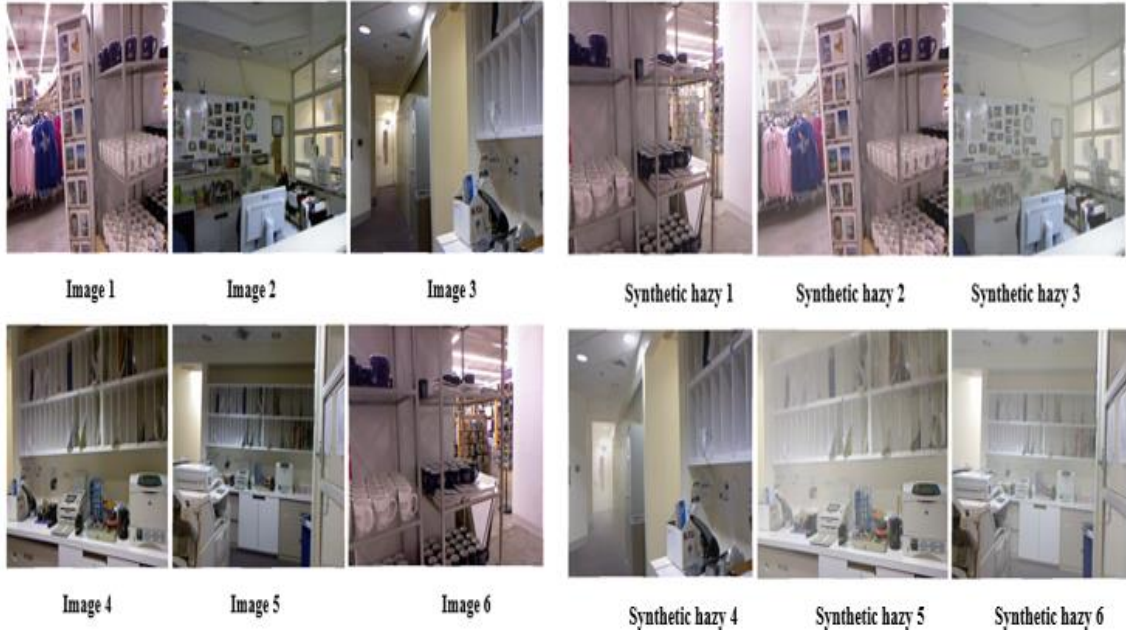 Image 1 Image 2 Image 3
Synthetic hazy 1 Synthetic hazy 2 Synthetic hazy 3
Image 4 Image 5 Image 6
Synthetic hazy 4 Synthetic hazy 5 Synthetic hazy 6